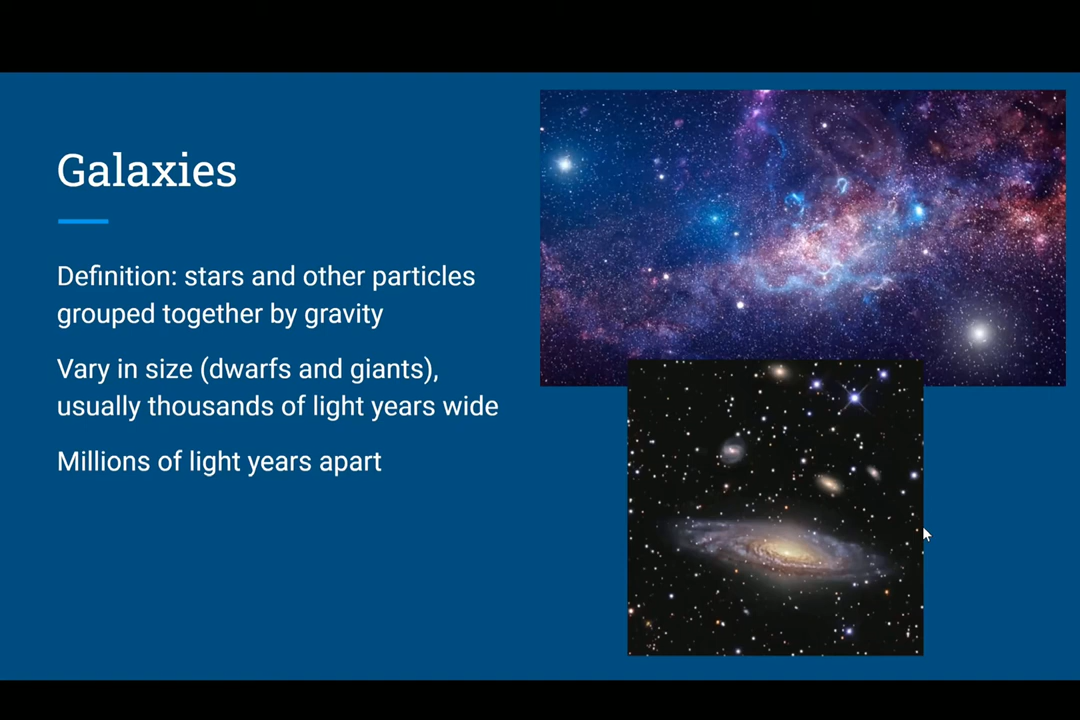 Galaxies
Definition: stars and other particles
grouped together by gravity
Vary in size (dwarfs and giants),
usually thousands of light years wide
Millions of light years apart